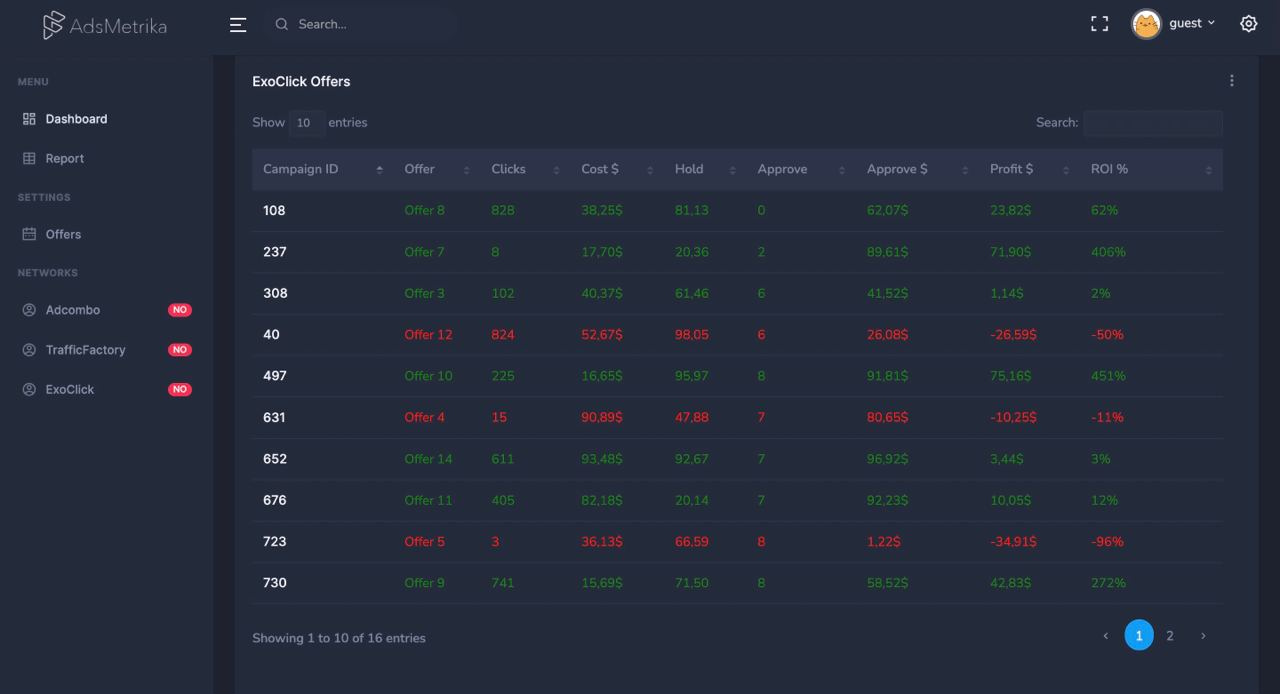 AdsMetrika
Search...
guest
MENU
Dashboard
Report
SETTINGS
Offers
NETWORKS
Adcombo NO
TrafficFactory NO
ExoClick NO
ExoClick Offers
Show 10 entries
Search:
Campaign ID Offer Clicks Cost $ Hold Approve Approve $ Profit $ ROI %
108 Offer 8 828 38,25$ 81,13 0 62,07$ 23,82$ 62%
237 Offer 7 8 17,70$ 20,36 2 89,61$ 71,90$ 406%
308 Offer 3 102 40,37$ 61,46 6 41,52$ 1,14$ 2%
40 Offer 12 824 52,67$ 98,05 6 26,08$ -26,59$ -50%
497 Offer 10 225 16,65$ 95,97 8 91,81$ 75,16$ 451%
631 Offer 4 15 90,89$ 47,88 7 80,65$ -10,25$ -11%
652 Offer 14 611 93,48$ 92,67 7 96,92$ 3,44$ 3%
676 Offer 11 405 82,18$ 20,14 7 92,23$ 10,05$ 12%
723 Offer 5 3 36,13$ 66,59 8 1,22$ -34,91$ -96%
730 Offer 9 741 15,69$ 71,50 8 58,52$ 42,83$ 272%
Showing 1 to 10 of 16 entries
‹ 1 2 ›